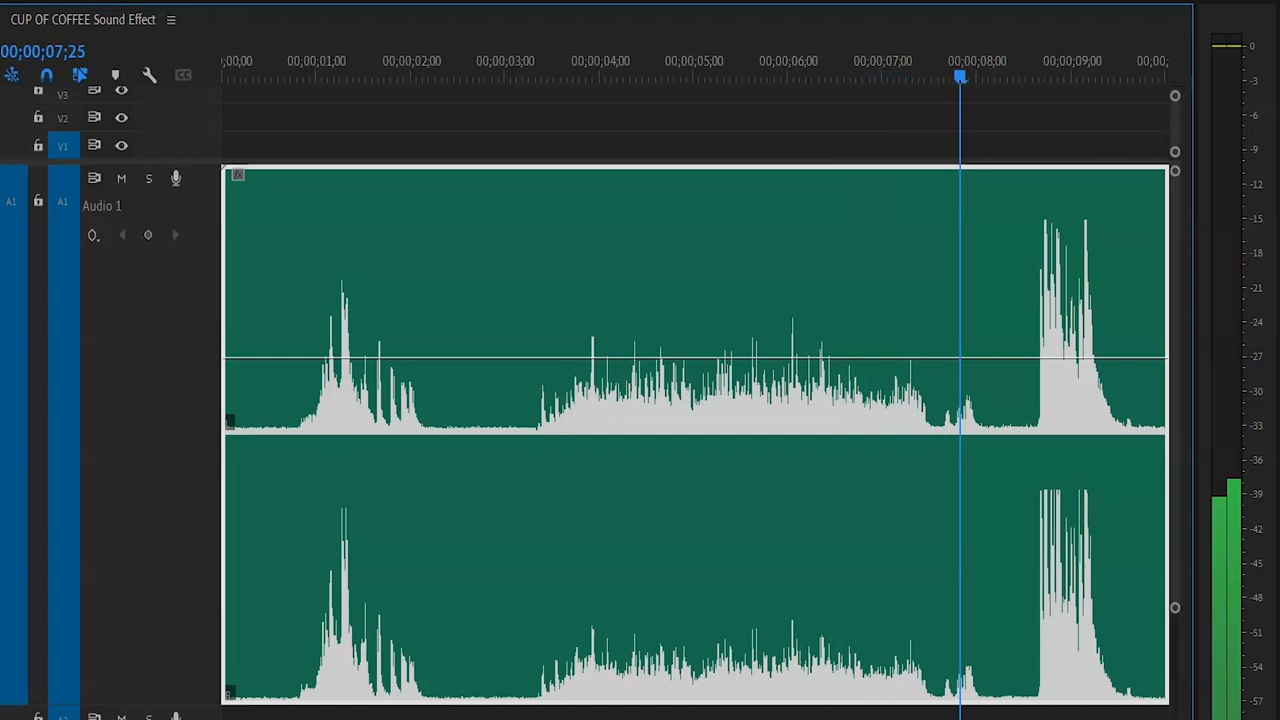 CUP OF COFFEE Sound Effect
00;00;07;25
;00;00 00;00;01;00 00;00;02;00 00;00;03;00 00;00;04;00 00;00;05;00 00;00;06;00 00;00;07;00 00;00;08;00 00;00;09;00 00;00;
V3
V2
V1
fx
M S
A1 A1
Audio 1
L
R
M S
0
-3
-6
-9
-12
-15
-18
-21
-24
-27
-30
-33
-36
-39
-42
-45
-48
-51
-54
-57